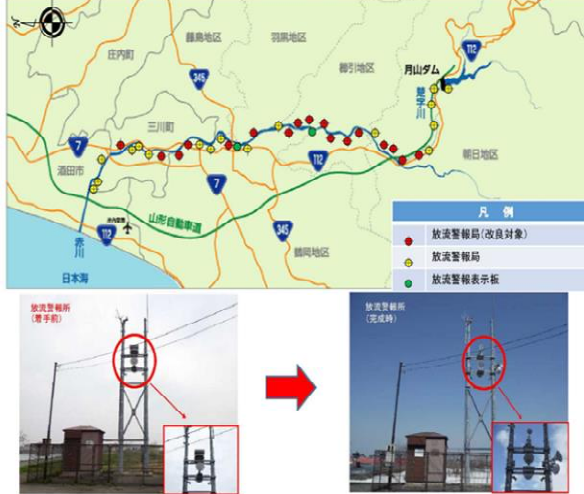 庄内町
藤島地区
羽黒地区
櫛引地区
月山ダム
112
345
梵字川
三川町
7
112
朝日地区
酒田市
7
山形自動車道
345
赤川
112
鶴岡地区
日本海
凡 例
放流警報局(改良対象)
放流警報局
放流警報表示板
放流警報所
(着手前)
放流警報所
(完成時)